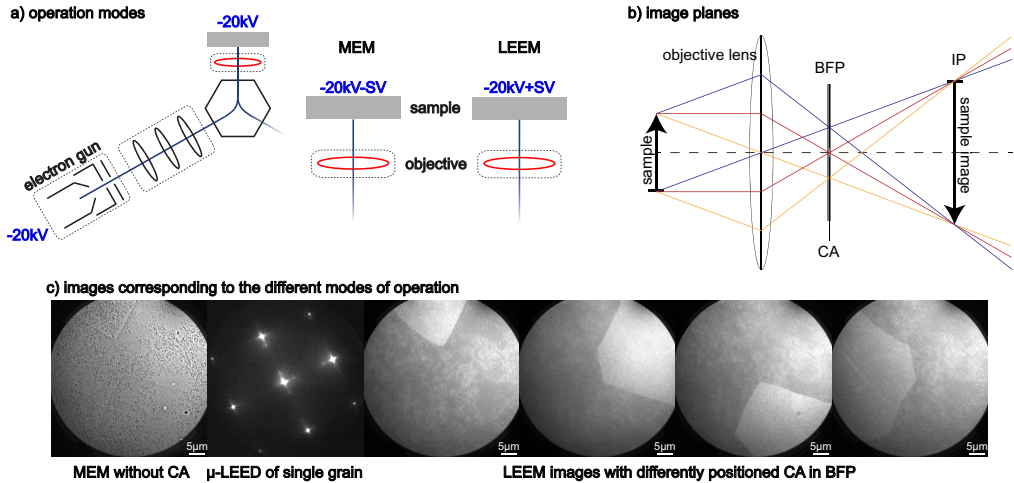 a) operation modes
-20kV
electron gun
-20kV
MEM
LEEM
-20kV-SV
-20kV+SV
sample
objective
b) image planes
objective lens
BFP
IP
sample
sample image
CA
c) images corresponding to the different modes of operation
5μm
5μm
5μm
5μm
5μm
5μm
MEM without CA
μ-LEED of single grain
LEEM images with differently positioned CA in BFP